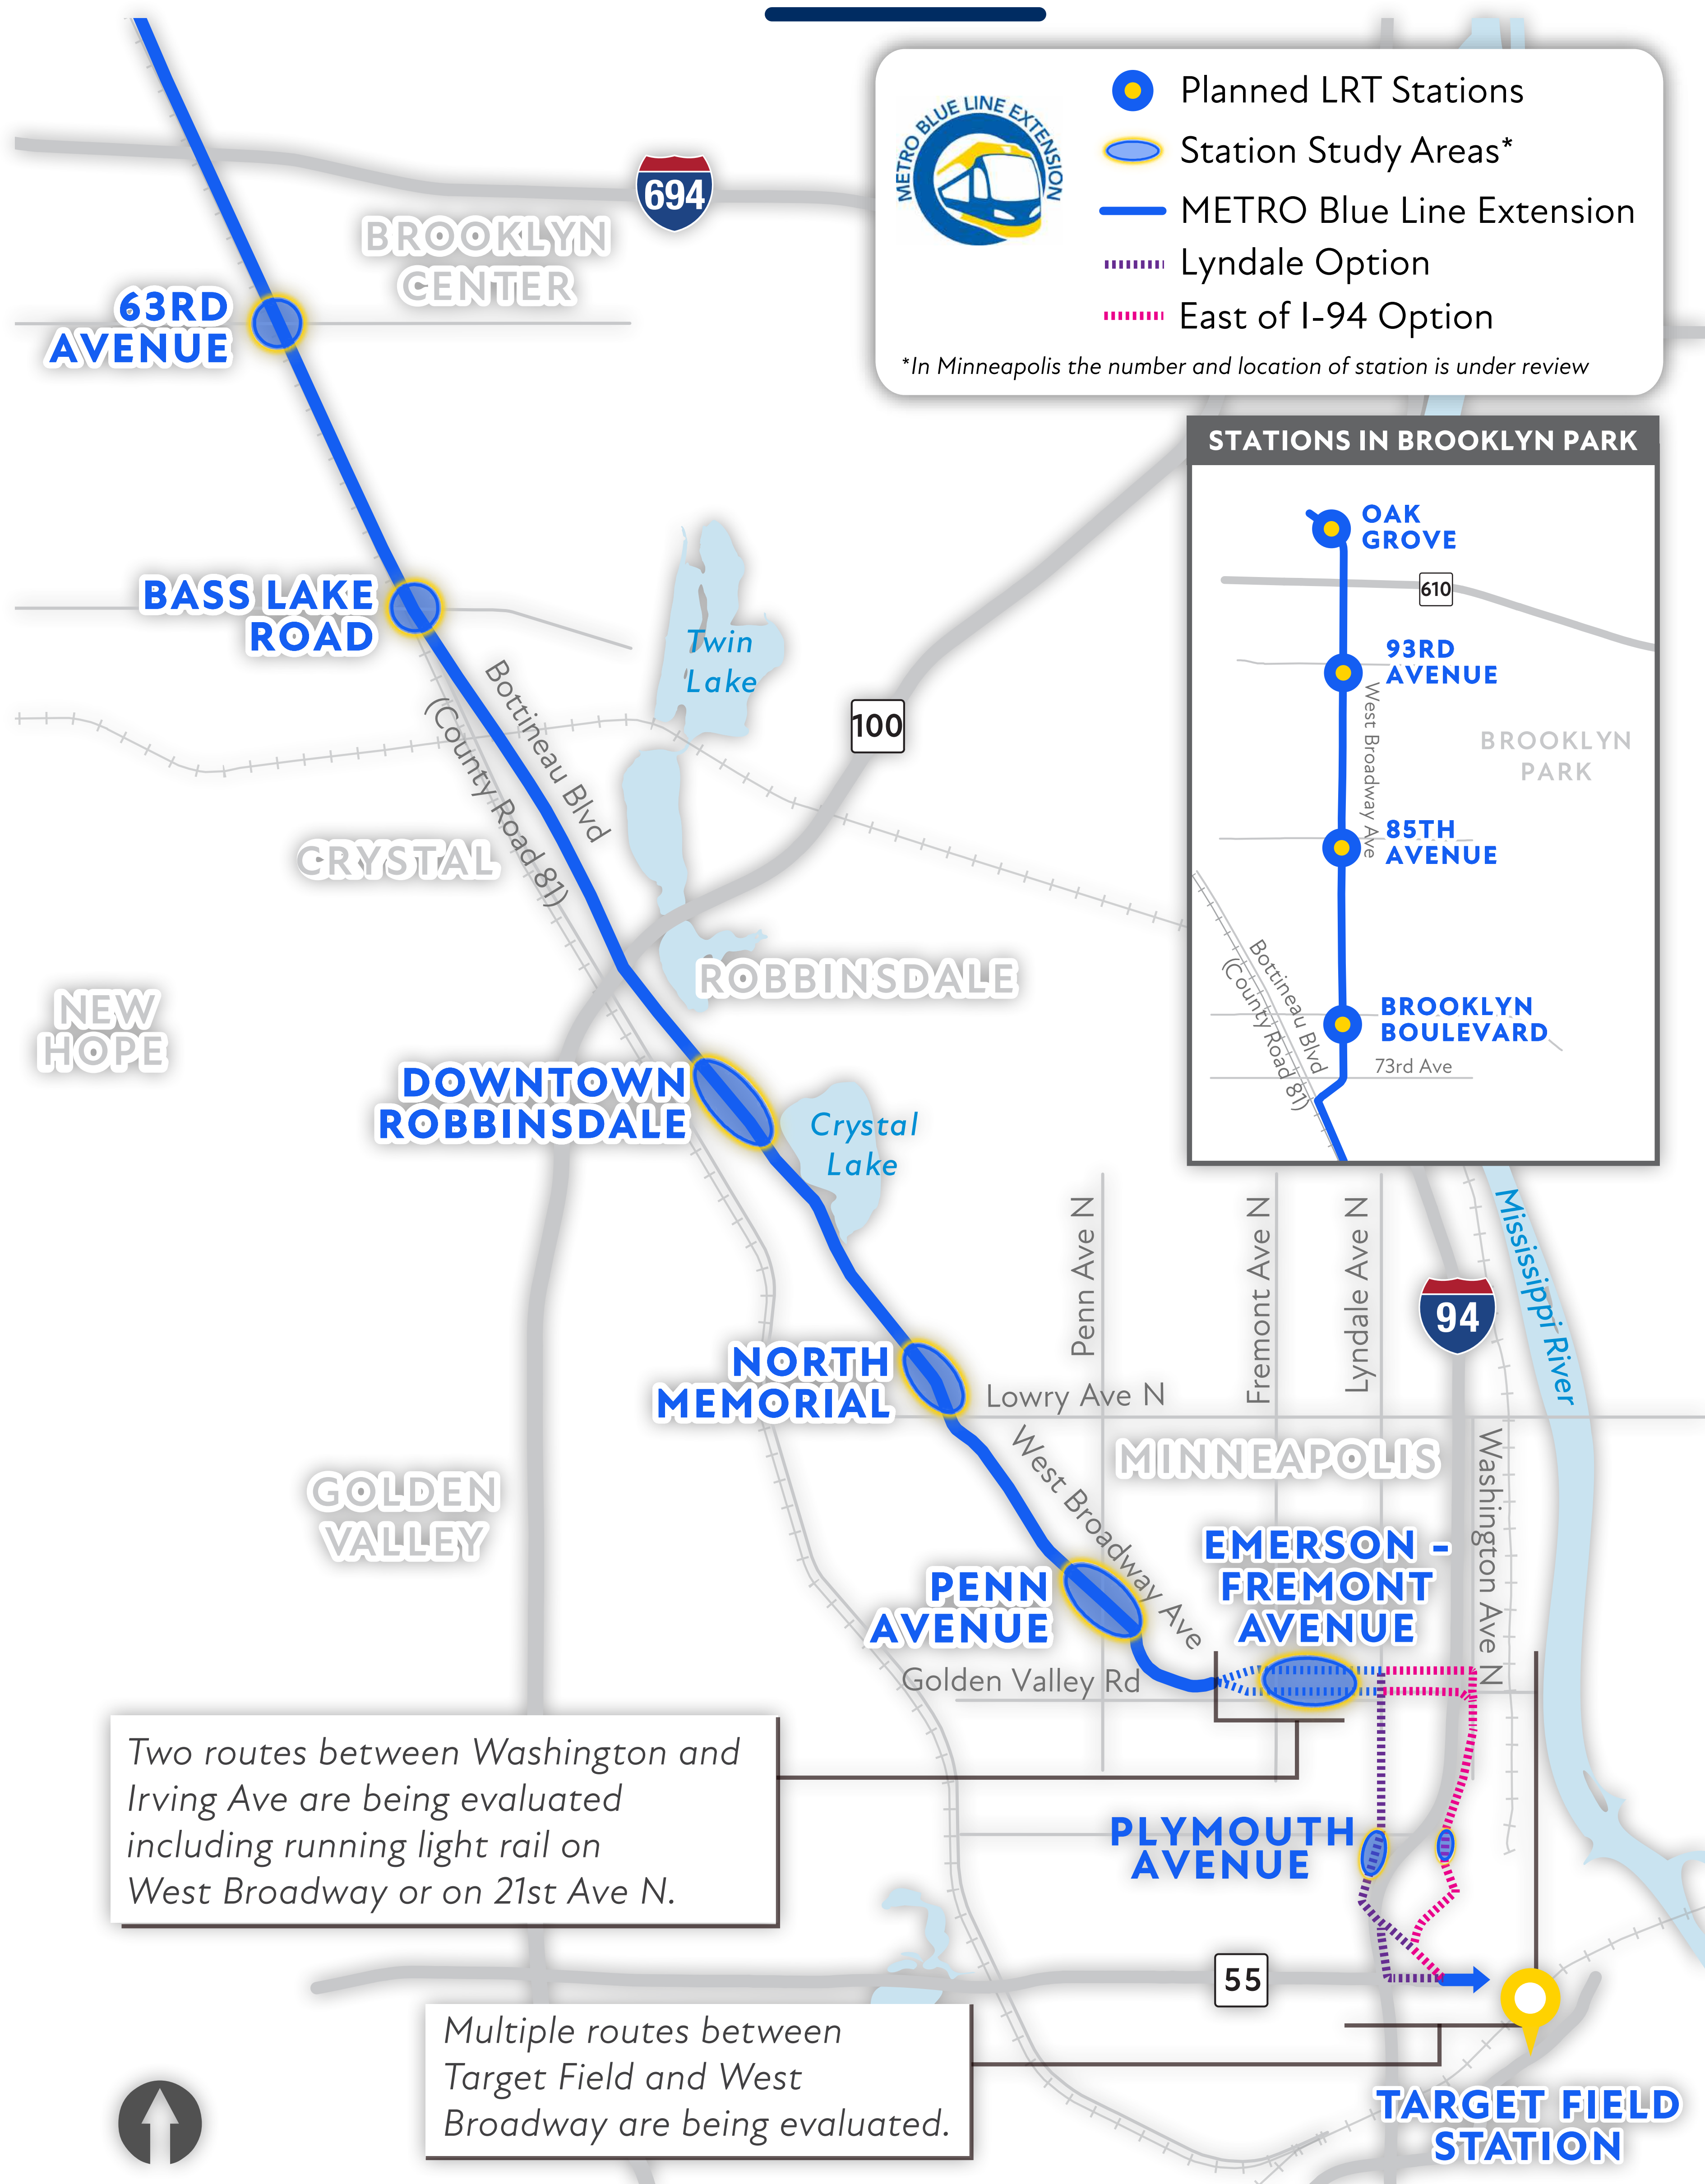 METRO BLUE LINE EXTENSION
Planned LRT Stations
Station Study Areas*
METRO Blue Line Extension
Lyndale Option
East of I-94 Option
*In Minneapolis the number and location of station is under review
694
BROOKLYN
CENTER
63RD
AVENUE
STATIONS IN BROOKLYN PARK
OAK
GROVE
610
93RD
AVENUE
West Broadway Ave
BROOKLYN
PARK
85TH
AVENUE
Bottineau Blvd
(County Road 81)
BROOKLYN
BOULEVARD
73rd Ave
BASS LAKE
ROAD
Twin
Lake
Bottineau Blvd
(County Road 81)
100
CRYSTAL
ROBBINSDALE
NEW
HOPE
DOWNTOWN
ROBBINSDALE
Crystal
Lake
Penn Ave N
Fremont Ave N
Lyndale Ave N
94
Mississippi River
NORTH
MEMORIAL
Lowry Ave N
West Broadway Ave
MINNEAPOLIS
Washington Ave N
GOLDEN
VALLEY
EMERSON -
FREMONT
AVENUE
PENN
AVENUE
Golden Valley Rd
Two routes between Washington and
Irving Ave are being evaluated
including running light rail on
West Broadway or on 21st Ave N.
PLYMOUTH
AVENUE
55
Multiple routes between
Target Field and West
Broadway are being evaluated.
TARGET FIELD
STATION